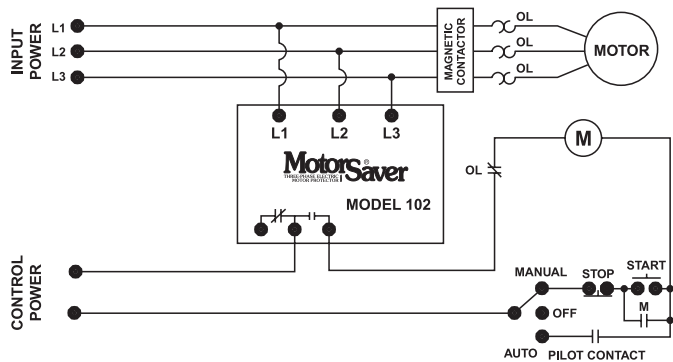 INPUT POWER
L1
L2
L3
MAGNETIC CONTACTOR
OL
OL
OL
MOTOR
L1 L2 L3
MotorSaver®
THREE-PHASE ELECTRIC
MOTOR PROTECTOR
MODEL 102
OL
M
CONTROL POWER
MANUAL
OFF
AUTO
STOP
START
M
PILOT CONTACT